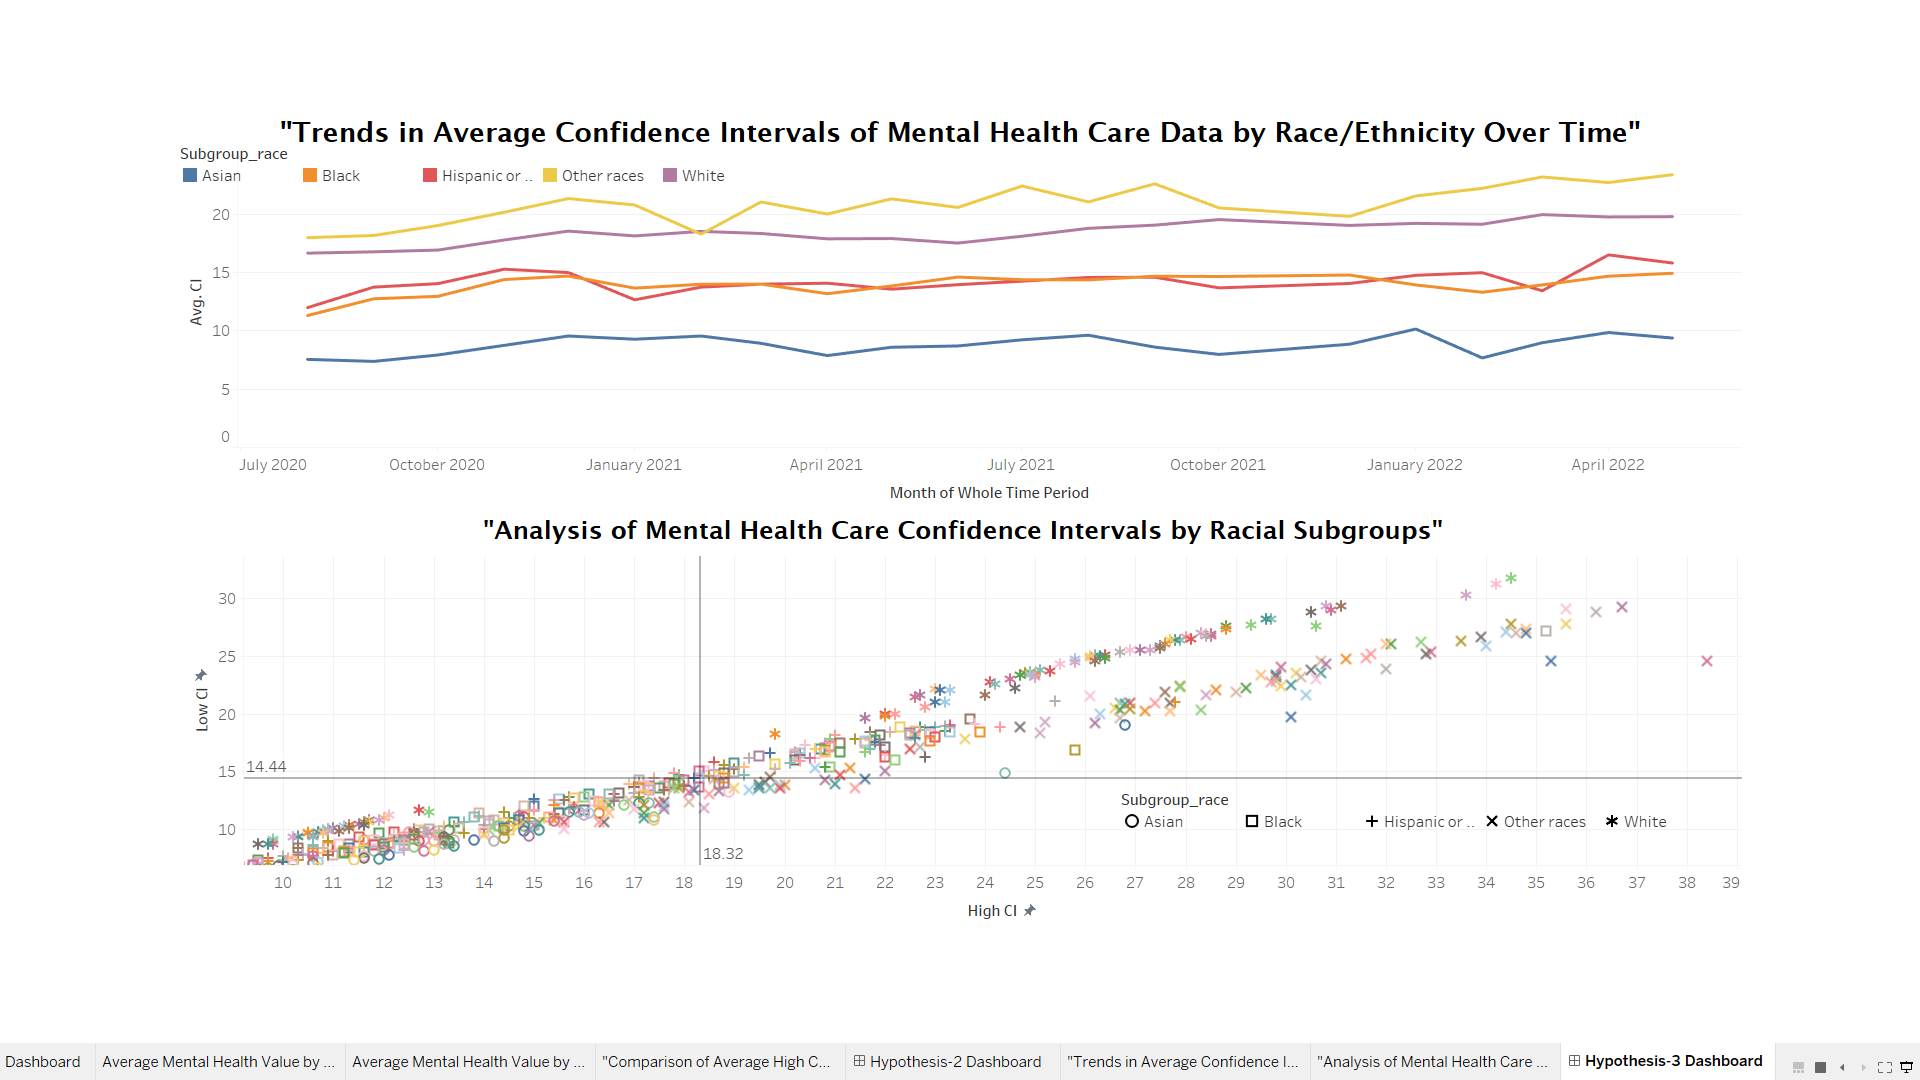 "Trends in Average Confidence Intervals of Mental Health Care Data by Race/Ethnicity Over Time"
Subgroup_race
Asian Black Hispanic or .. Other races White
20
15
10
5
0
Avg. CI
July 2020 October 2020 January 2021 April 2021 July 2021 October 2021 January 2022 April 2022
Month of Whole Time Period
"Analysis of Mental Health Care Confidence Intervals by Racial Subgroups"
30
25
20
15
10
Low CI
14.44
18.32
Subgroup_race
Asian Black Hispanic or .. Other races White
10 11 12 13 14 15 16 17 18 19 20 21 22 23 24 25 26 27 28 29 30 31 32 33 34 35 36 37 38 39
High CI
Dashboard Average Mental Health Value by ... Average Mental Health Value by ... "Comparison of Average High C... Hypothesis-2 Dashboard "Trends in Average Confidence I... "Analysis of Mental Health Care ... Hypothesis-3 Dashboard